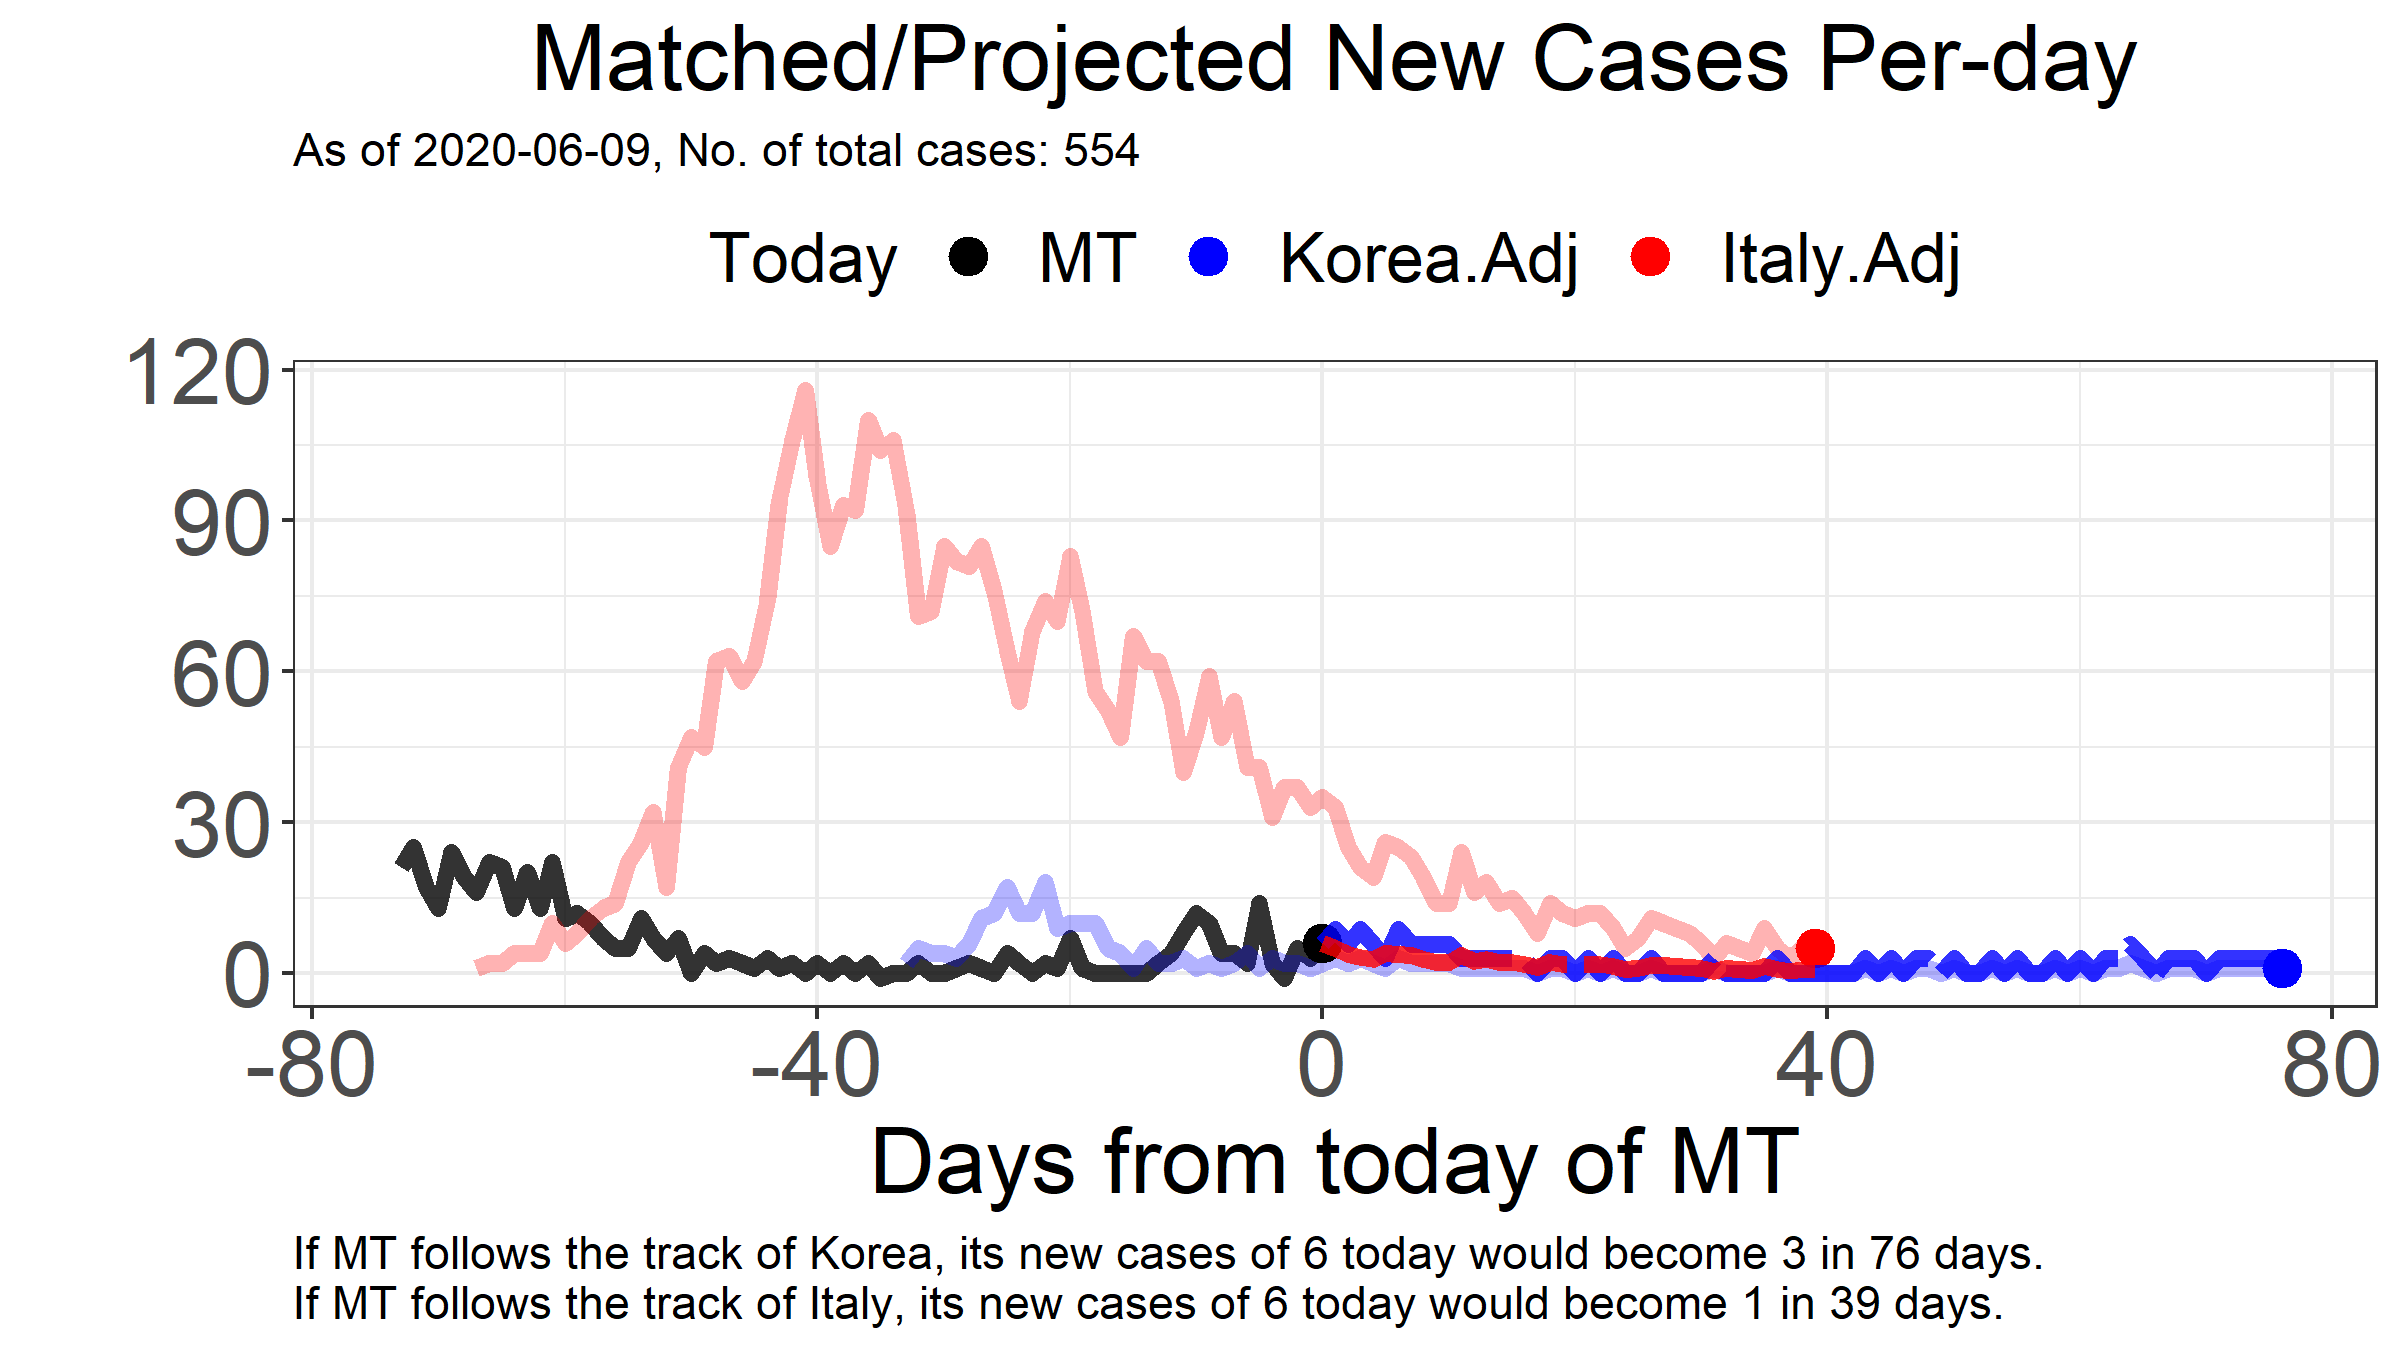 Matched/Projected New Cases Per-day
As of 2020-06-09, No. of total cases: 554
Today MT Korea.Adj Italy.Adj
120
90
60
30
0
-80 -40 0 40 80
Days from today of MT
If MT follows the track of Korea, its new cases of 6 today would become 3 in 76 days.
If MT follows the track of Italy, its new cases of 6 today would become 1 in 39 days.